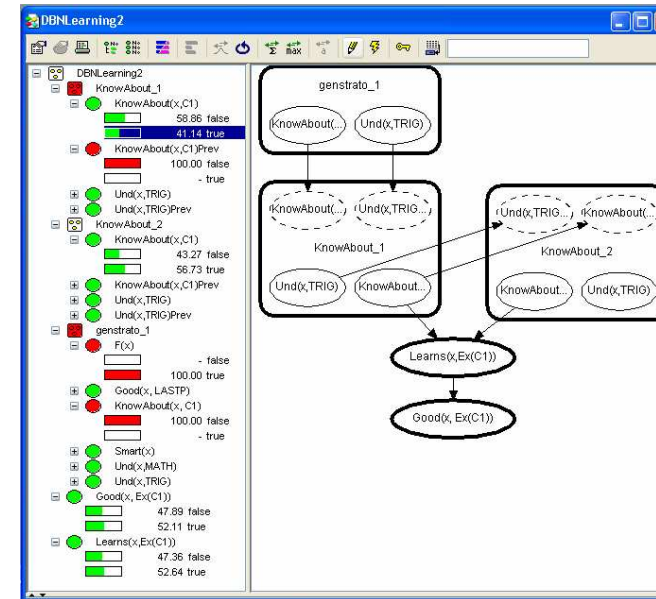 DBNLearning2
Σ max
DBNLearning2
KnowAbout_1
KnowAbout(x,C1)
58.86 false
41.14 true
KnowAbout(x,C1)Prev
100.00 false
- true
Und(x,TRIG)
Und(x,TRIG)Prev
KnowAbout_2
KnowAbout(x,C1)
43.27 false
56.73 true
KnowAbout(x,C1)Prev
Und(x,TRIG)
Und(x,TRIG)Prev
genstrato_1
F(x)
- false
100.00 true
Good(x, LASTP)
KnowAbout(x, C1)
100.00 false
- true
Smart(x)
Und(x,MATH)
Und(x,TRIG)
Good(x, Ex(C1))
47.89 false
52.11 true
Learns(x,Ex(C1))
47.36 false
52.64 true
genstrato_1
KnowAbout(...) Und(x,TRIG)
KnowAbout(... Und(x,TRIG...
KnowAbout_1
Und(x,TRIG) KnowAbout...
Und(x,TRIG... KnowAbout(...
KnowAbout_2
KnowAbout... Und(x,TRIG)
Learns(x,Ex(C1))
Good(x, Ex(C1))